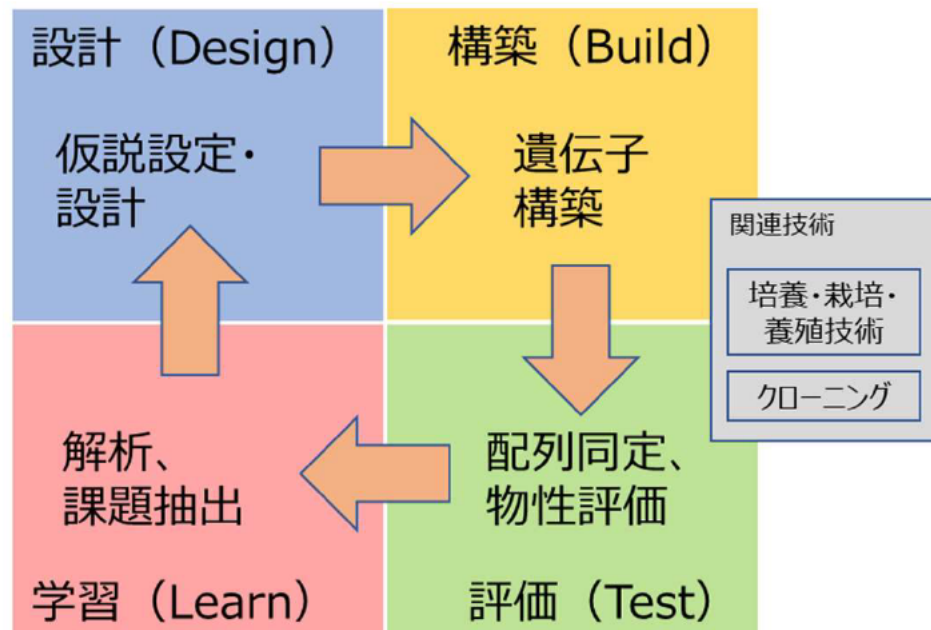 設計（Design）
仮説設定・
設計
構築（Build）
遺伝子
構築
関連技術
培養・栽培・
養殖技術
クローニング
配列同定、
物性評価
評価（Test）
解析、
課題抽出
学習（Learn）